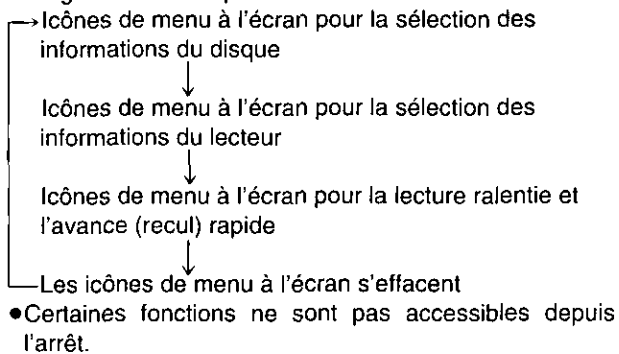 Icônes de menu à l'écran pour la sélection des
informations du disque
Icônes de menu à l'écran pour la sélection des
informations du lecteur
Icônes de menu à l'écran pour la lecture ralentie et
l'avance (recul) rapide
Les icônes de menu à l'écran s'effacent
●Certaines fonctions ne sont pas accessibles depuis
l'arrêt.